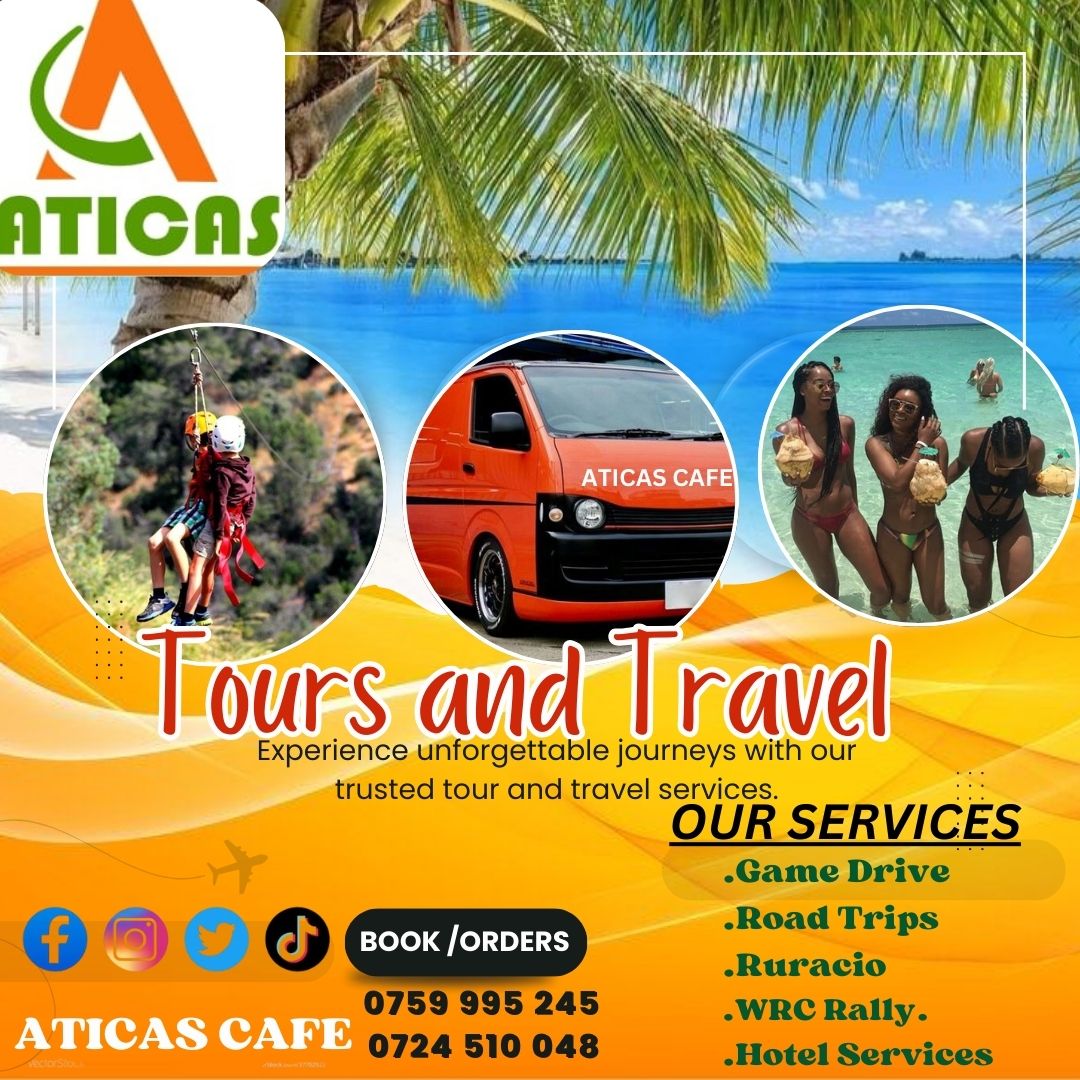 ATICAS
ATICAS CAFE
Tours and Travel
Experience unforgettable journeys with our
trusted tour and travel services.
OUR SERVICES
.Game Drive
.Road Trips
.Ruracio
.WRC Rally.
.Hotel Services
BOOK /ORDERS
0759 995 245
0724 510 048
ATICAS CAFE